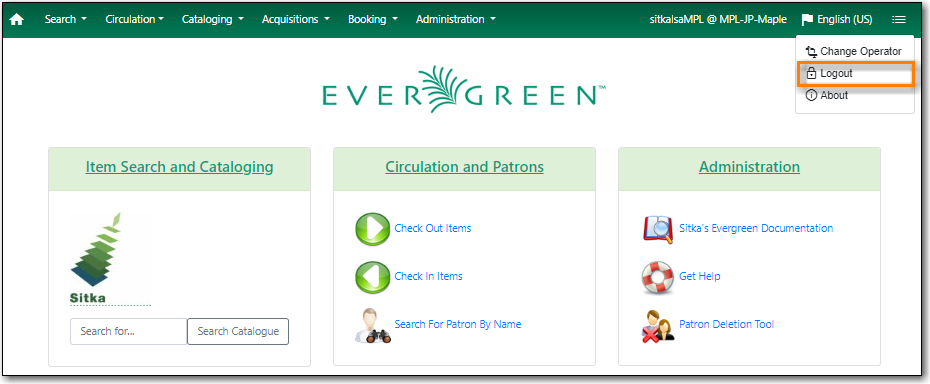 Search Circulation Cataloging Acquisitions Booking Administration sitkalsaMPL @ MPL-JP-Maple English (US)
Change Operator
Logout
About
EVERGREEN™
Item Search and Cataloging
Sitka
Search for...
Search Catalogue
Circulation and Patrons
Check Out Items
Check In Items
Search For Patron By Name
Administration
Sitka's Evergreen Documentation
Get Help
Patron Deletion Tool